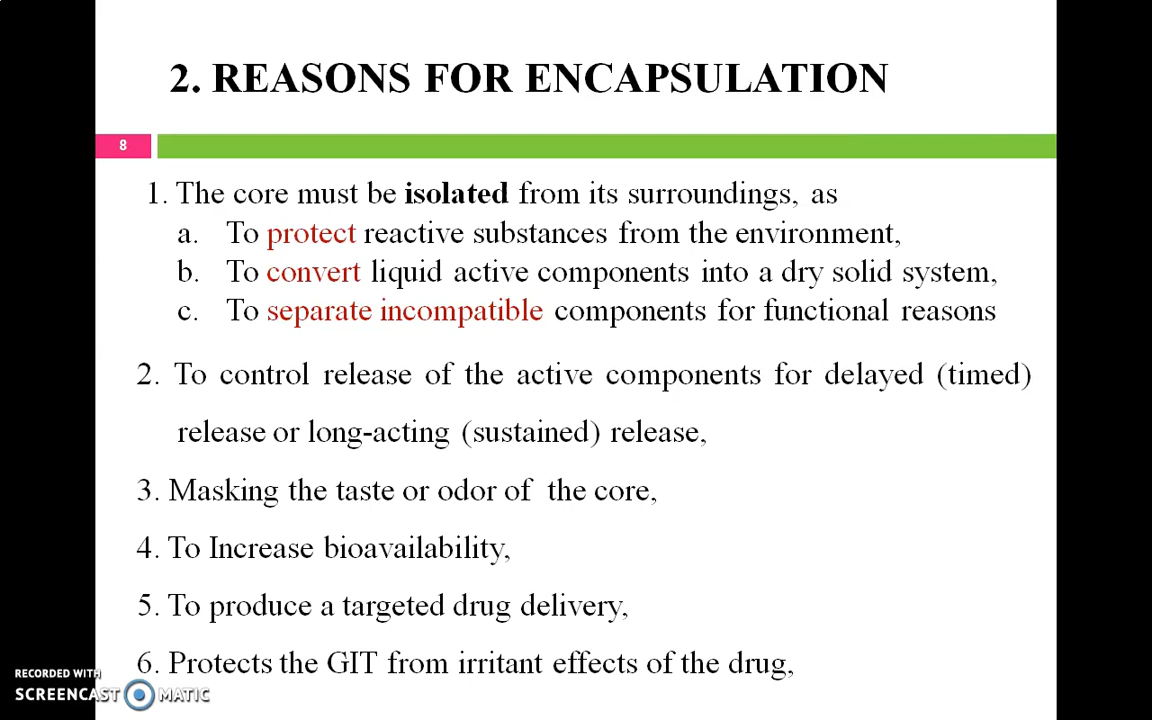 2. REASONS FOR ENCAPSULATION
8
1. The core must be isolated from its surroundings, as
a. To protect reactive substances from the environment,
b. To convert liquid active components into a dry solid system,
c. To separate incompatible components for functional reasons
2. To control release of the active components for delayed (timed)
release or long-acting (sustained) release,
3. Masking the taste or odor of the core,
4. To Increase bioavailability,
5. To produce a targeted drug delivery,
6. Protects the GIT from irritant effects of the drug,
RECORDED WITH
SCREENCAST MATIC